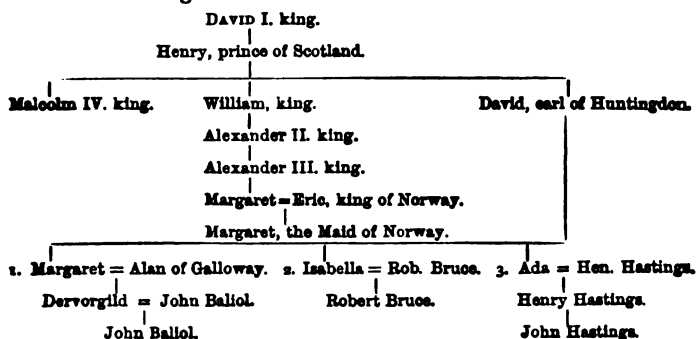 DAVID I. king.
Henry, prince of Scotland.
Malcolm IV. king. William, king. David, earl of Huntingdon.
Alexander II. king.
Alexander III. king.
Margaret = Eric, king of Norway.
Margaret, the Maid of Norway.
1. Margaret = Alan of Galloway. 2. Isabella = Rob. Bruce. 3. Ada = Hen. Hastings.
Dervorgild = John Baliol. Robert Bruce. Henry Hastings.
John Baliol. John Hastings.